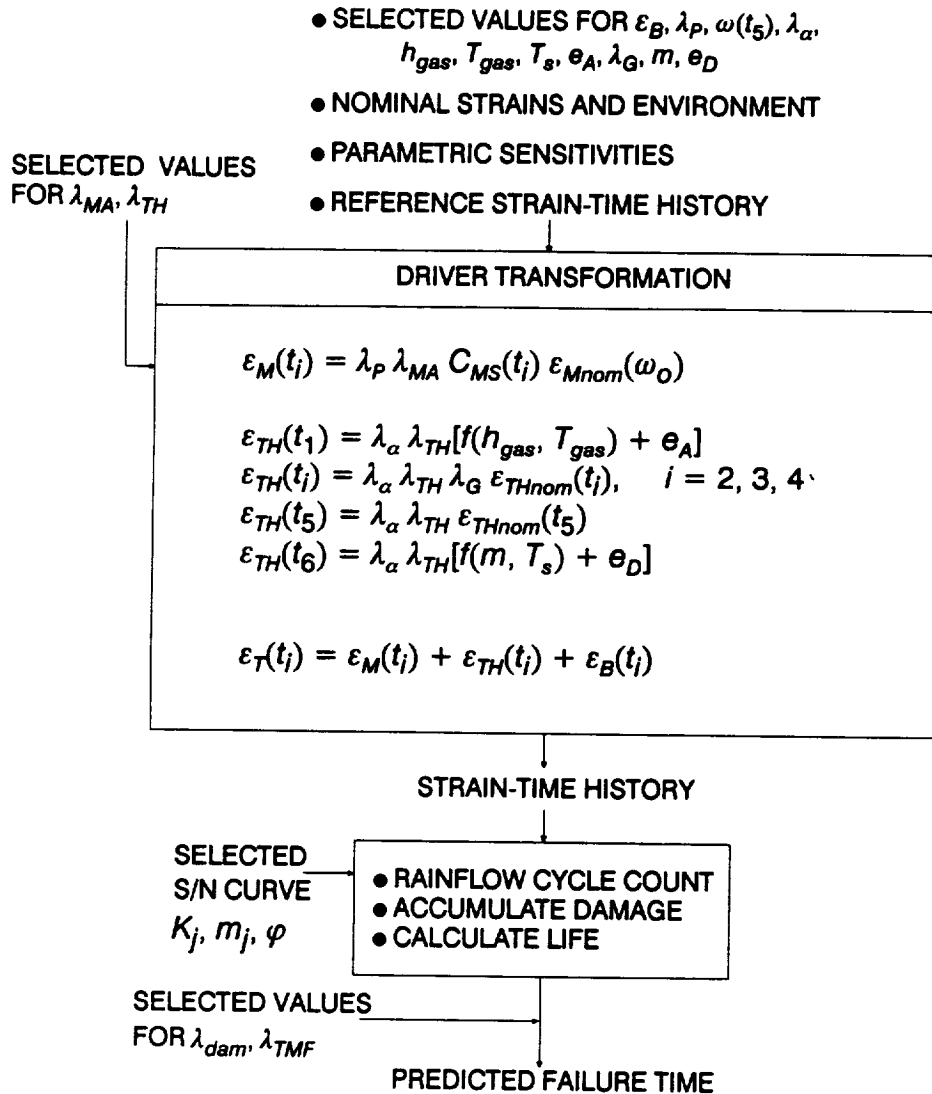 ● SELECTED VALUES FOR ε_B, λ_P, ω(t_5), λ_α,
h_gas, T_gas, T_s, e_A, λ_G, m, e_D
● NOMINAL STRAINS AND ENVIRONMENT
● PARAMETRIC SENSITIVITIES
● REFERENCE STRAIN-TIME HISTORY
SELECTED VALUES
FOR λ_MA, λ_TH
DRIVER TRANSFORMATION
ε_M(t_i) = λ_P λ_MA C_MS(t_i) ε_Mnom(ω_O)
ε_TH(t_1) = λ_α λ_TH[f(h_gas, T_gas) + e_A]
ε_TH(t_i) = λ_α λ_TH λ_G ε_THnom(t_i), i = 2, 3, 4
ε_TH(t_5) = λ_α λ_TH ε_THnom(t_5)
ε_TH(t_6) = λ_α λ_TH[f(m, T_s) + e_D]
ε_T(t_i) = ε_M(t_i) + ε_TH(t_i) + ε_B(t_i)
STRAIN-TIME HISTORY
SELECTED
S/N CURVE
K_j, m_j, φ
● RAINFLOW CYCLE COUNT
● ACCUMULATE DAMAGE
● CALCULATE LIFE
SELECTED VALUES
FOR λ_dam, λ_TMF
PREDICTED FAILURE TIME